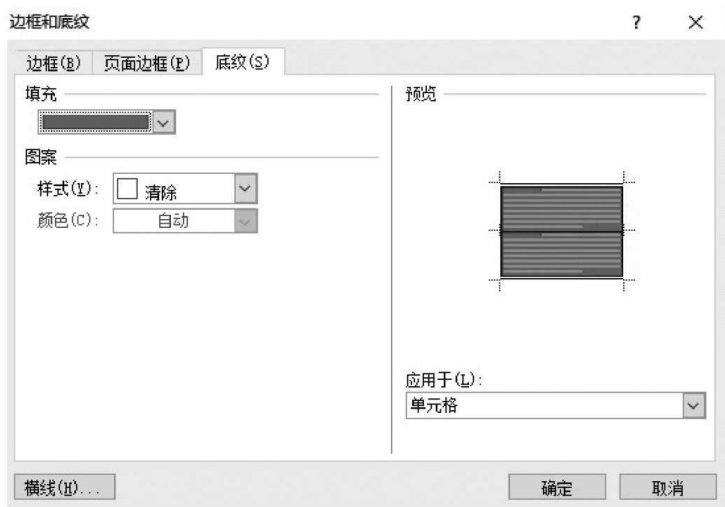 边框和底纹 ? ×
边框(B) 页面边框(P) 底纹(S)
填充
图案
样式(Y): 清除
颜色(C): 自动
预览
应用于(L):
单元格
横线(H)... 确定 取消